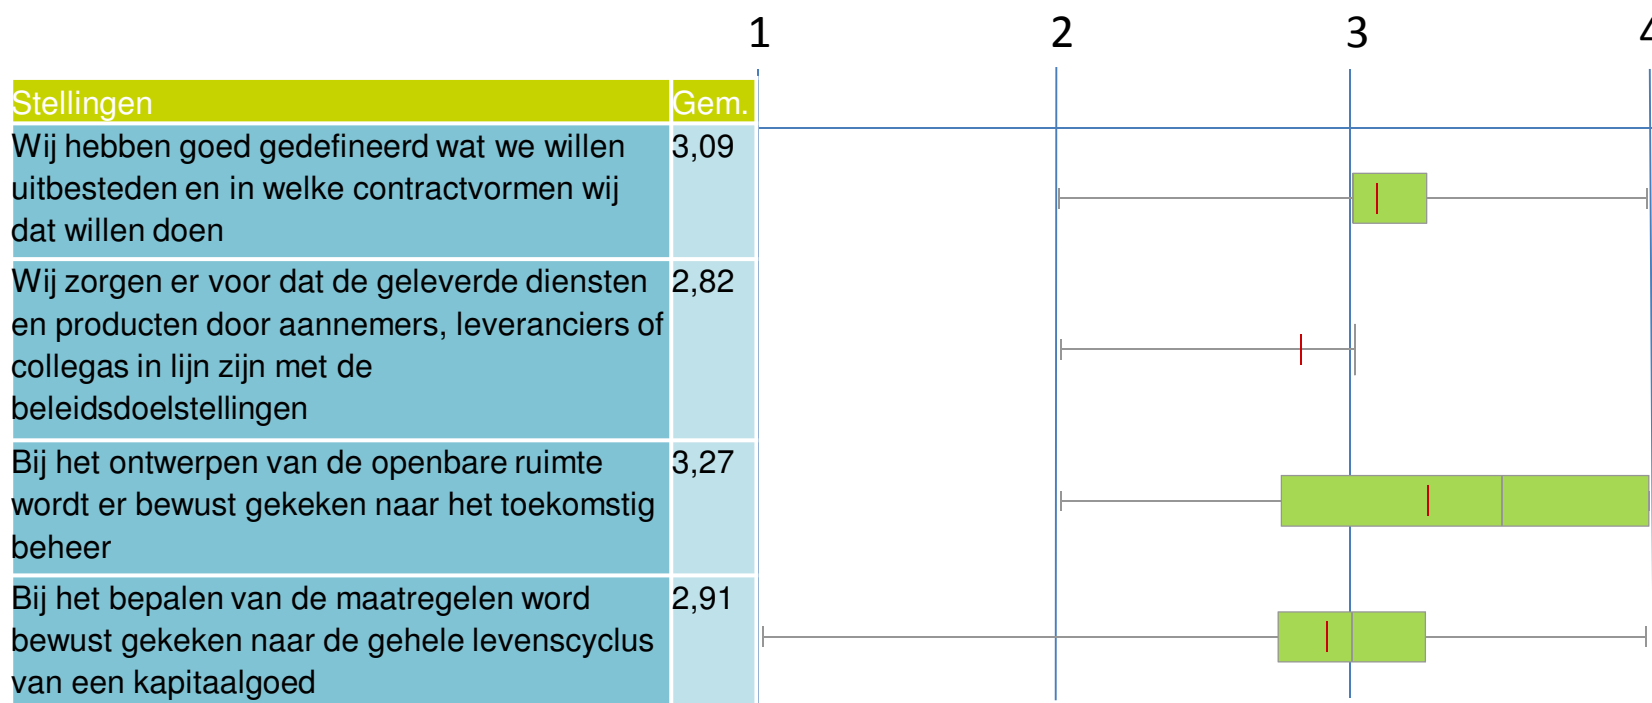 1 2 3 4
Stellingen Gem.
Wij hebben goed gedefineerd wat we willen 3,09
uitbesteden en in welke contractvormen wij
dat willen doen
Wij zorgen er voor dat de geleverde diensten 2,82
en producten door aannemers, leveranciers of
collegas in lijn zijn met de
beleidsdoelstellingen
Bij het ontwerpen van de openbare ruimte 3,27
wordt er bewust gekeken naar het toekomstig
beheer
Bij het bepalen van de maatregelen word 2,91
bewust gekeken naar de gehele levenscyclus
van een kapitaalgoed